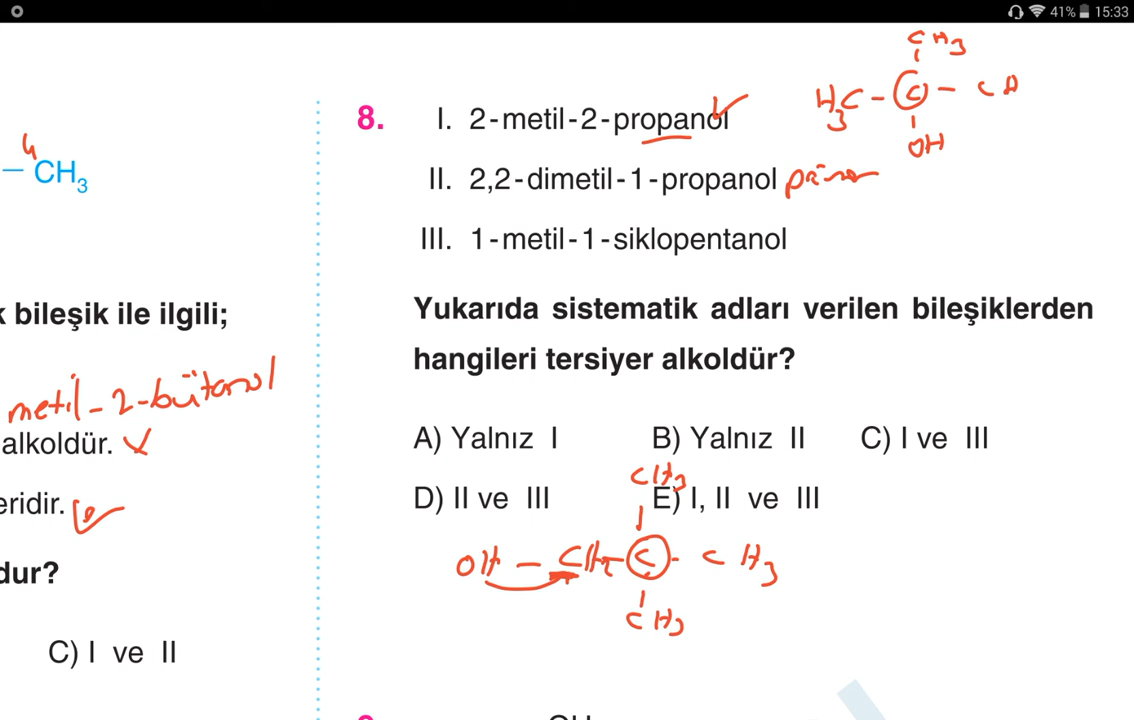 41% 15:33
CH3
H3C - C - CH
OH
4
– CH3
8. I. 2-metil-2-propanol
II. 2,2-dimetil-1-propanol primer
III. 1-metil-1-siklopentanol
k bileşik ile ilgili;
Yukarıda sistematik adları verilen bileşiklerden
hangileri tersiyer alkoldür?
metil-2-bütanol
alkoldür.
eridir.
dur?
C) I ve II
A) Yalnız I B) Yalnız II C) I ve III
D) II ve III E) I, II ve III
CH3
OH - CH2 - C - CH3
CH3
OH